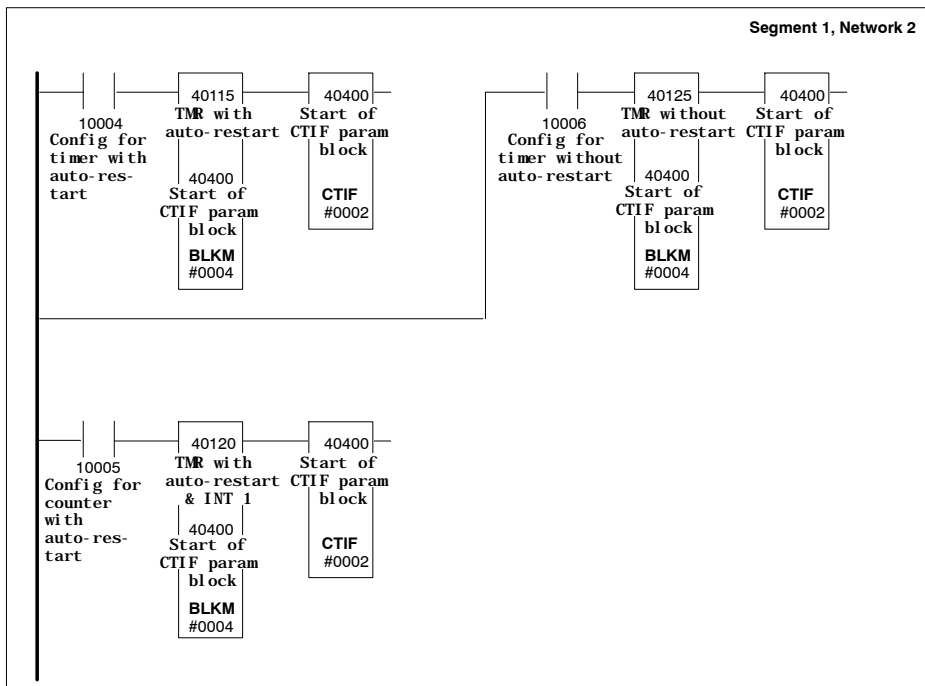 Segment 1, Network 2
10004
Config for
timer with
auto-res-
tart
40115
TMR with
auto-restart
40400
Start of
CTIF param
block
BLKM
#0004
40400
Start of
CTIF param
block
CTIF
#0002
10006
Config for
timer without
auto-restart
40125
TMR without
auto-restart
40400
Start of
CTIF param
block
BLKM
#0004
40400
Start of
CTIF param
block
CTIF
#0002
10005
Config for
counter
with
auto-res-
tart
40120
TMR with
auto-restart
& INT 1
40400
Start of
CTIF param
block
BLKM
#0004
40400
Start of
CTIF param
block
CTIF
#0002